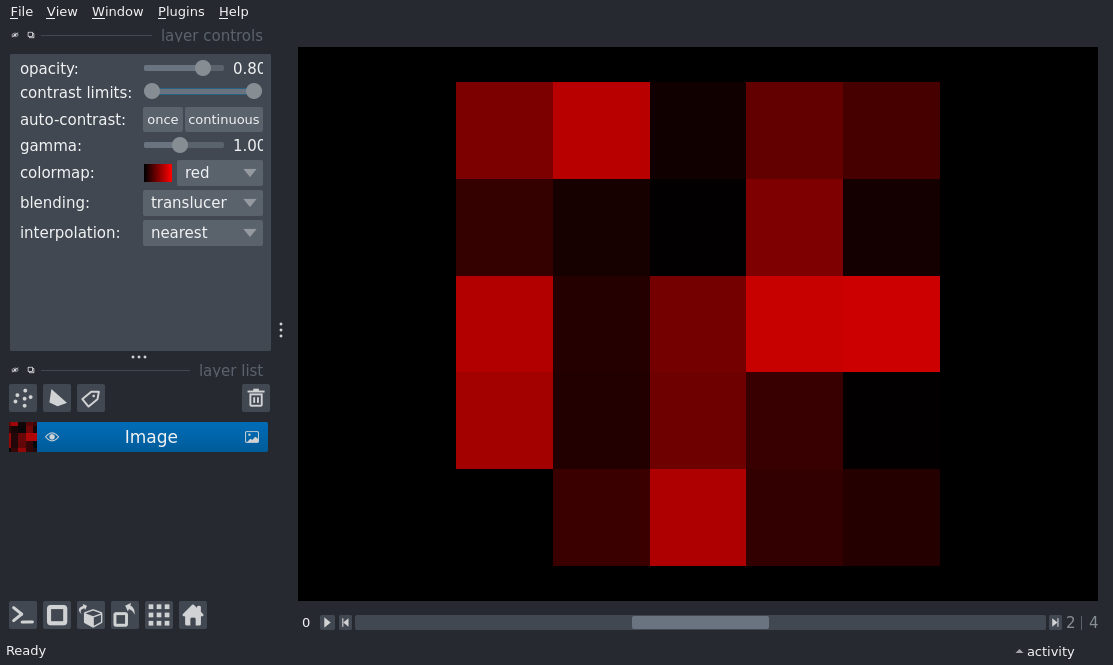 File View Window Plugins Help
layer controls
opacity: 0.80
contrast limits:
auto-contrast: once continuous
gamma: 1.00
colormap: red
blending: translucer
interpolation: nearest
layer list
Image
0 2 | 4
Ready activity